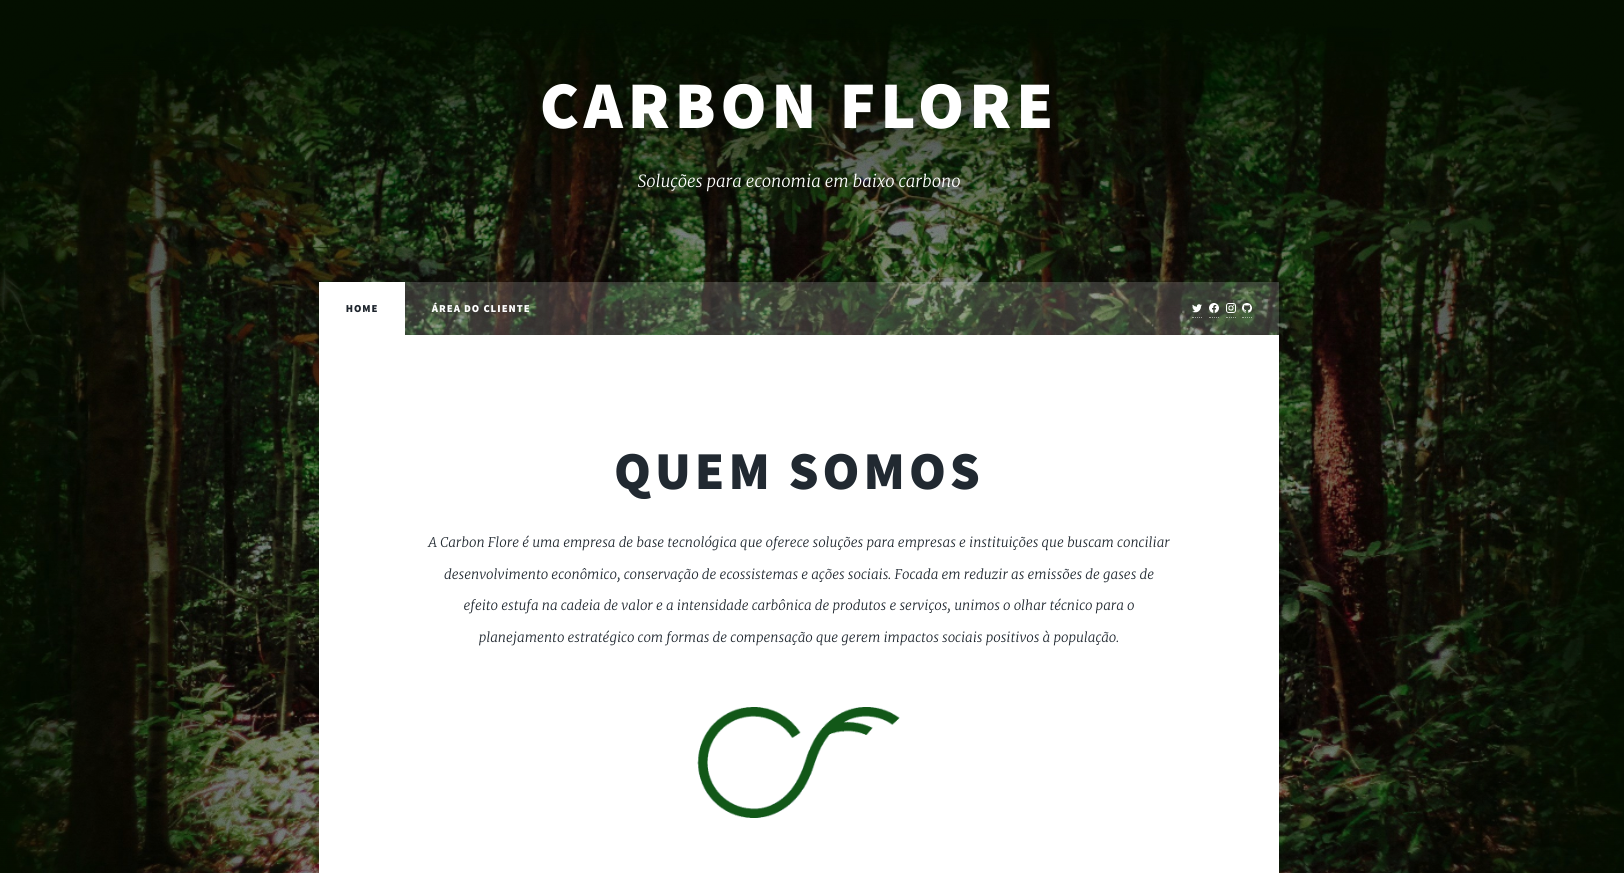 CARBON FLORE
Soluções para economia em baixo carbono
HOME
ÁREA DO CLIENTE
QUEM SOMOS
A Carbon Flore é uma empresa de base tecnológica que oferece soluções para empresas e instituições que buscam conciliar
desenvolvimento econômico, conservação de ecossistemas e ações sociais. Focada em reduzir as emissões de gases de
efeito estufa na cadeia de valor e a intensidade carbônica de produtos e serviços, unimos o olhar técnico para o
planejamento estratégico com formas de compensação que gerem impactos sociais positivos à população.